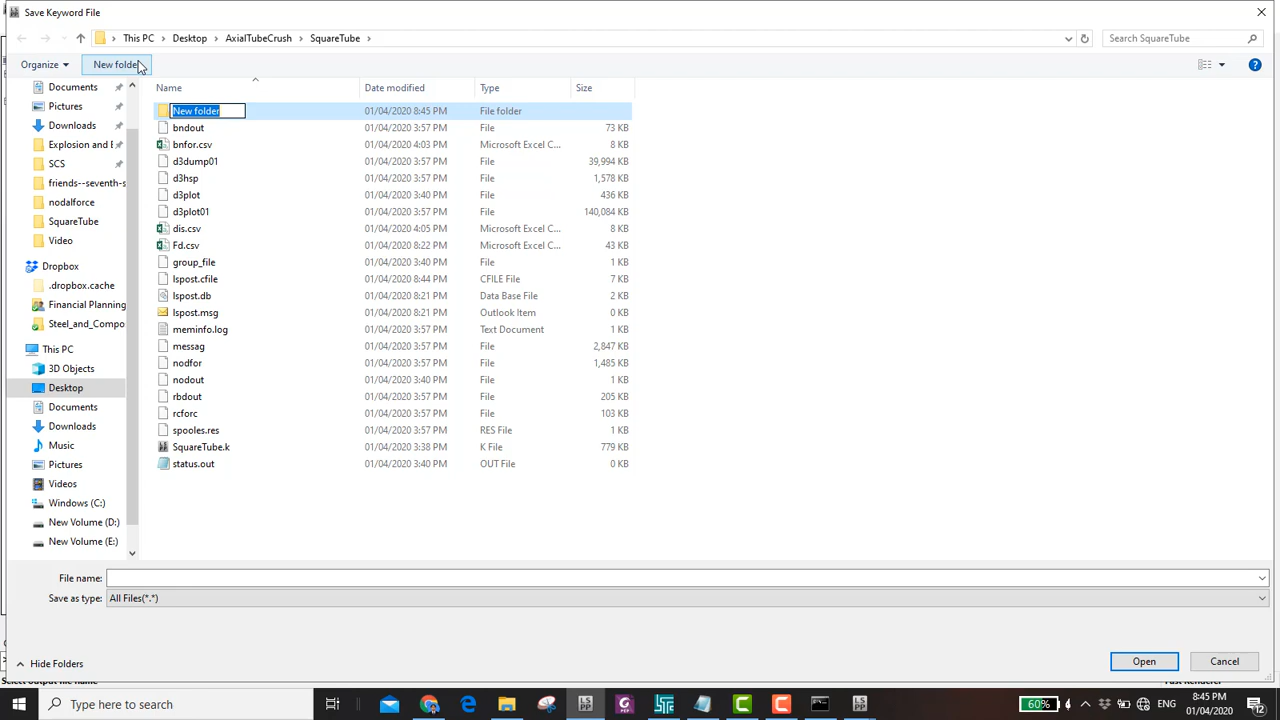 Save Keyword File
This PC > Desktop > AxialTubeCrush > SquareTube >
Search SquareTube
Organize
New folder
Name Date modified Type Size
Documents
Pictures
Downloads
Explosion and E
SCS
friends--seventh-s
nodalforce
SquareTube
Video
Dropbox
.dropbox.cache
Financial Planning
Steel_and_Compo
This PC
3D Objects
Desktop
Documents
Downloads
Music
Pictures
Videos
Windows (C:)
New Volume (D:)
New Volume (E:)
New folder 01/04/2020 8:45 PM File folder
bndout 01/04/2020 3:57 PM File 73 KB
bnfor.csv 01/04/2020 4:03 PM Microsoft Excel C... 8 KB
d3dump01 01/04/2020 3:57 PM File 39,994 KB
d3hsp 01/04/2020 3:57 PM File 1,578 KB
d3plot 01/04/2020 3:40 PM File 436 KB
d3plot01 01/04/2020 3:57 PM File 140,084 KB
dis.csv 01/04/2020 4:05 PM Microsoft Excel C... 8 KB
Fd.csv 01/04/2020 8:22 PM Microsoft Excel C... 43 KB
group_file 01/04/2020 3:40 PM File 1 KB
lspost.cfile 01/04/2020 8:44 PM CFILE File 7 KB
lspost.db 01/04/2020 8:21 PM Data Base File 2 KB
lspost.msg 01/04/2020 8:21 PM Outlook Item 0 KB
meminfo.log 01/04/2020 3:57 PM Text Document 1 KB
messag 01/04/2020 3:57 PM File 2,847 KB
nodfor 01/04/2020 3:57 PM File 1,485 KB
nodout 01/04/2020 3:40 PM File 1 KB
rbdout 01/04/2020 3:57 PM File 205 KB
rcforc 01/04/2020 3:57 PM File 103 KB
spooles.res 01/04/2020 3:57 PM RES File 1 KB
SquareTube.k 01/04/2020 3:38 PM K File 779 KB
status.out 01/04/2020 3:40 PM OUT File 0 KB
File name:
Save as type: All Files(*.*)
Hide Folders
Open
Cancel
Select output file name
Fast Renderer
Type here to search
60%
ENG
8:45 PM
01/04/2020
12